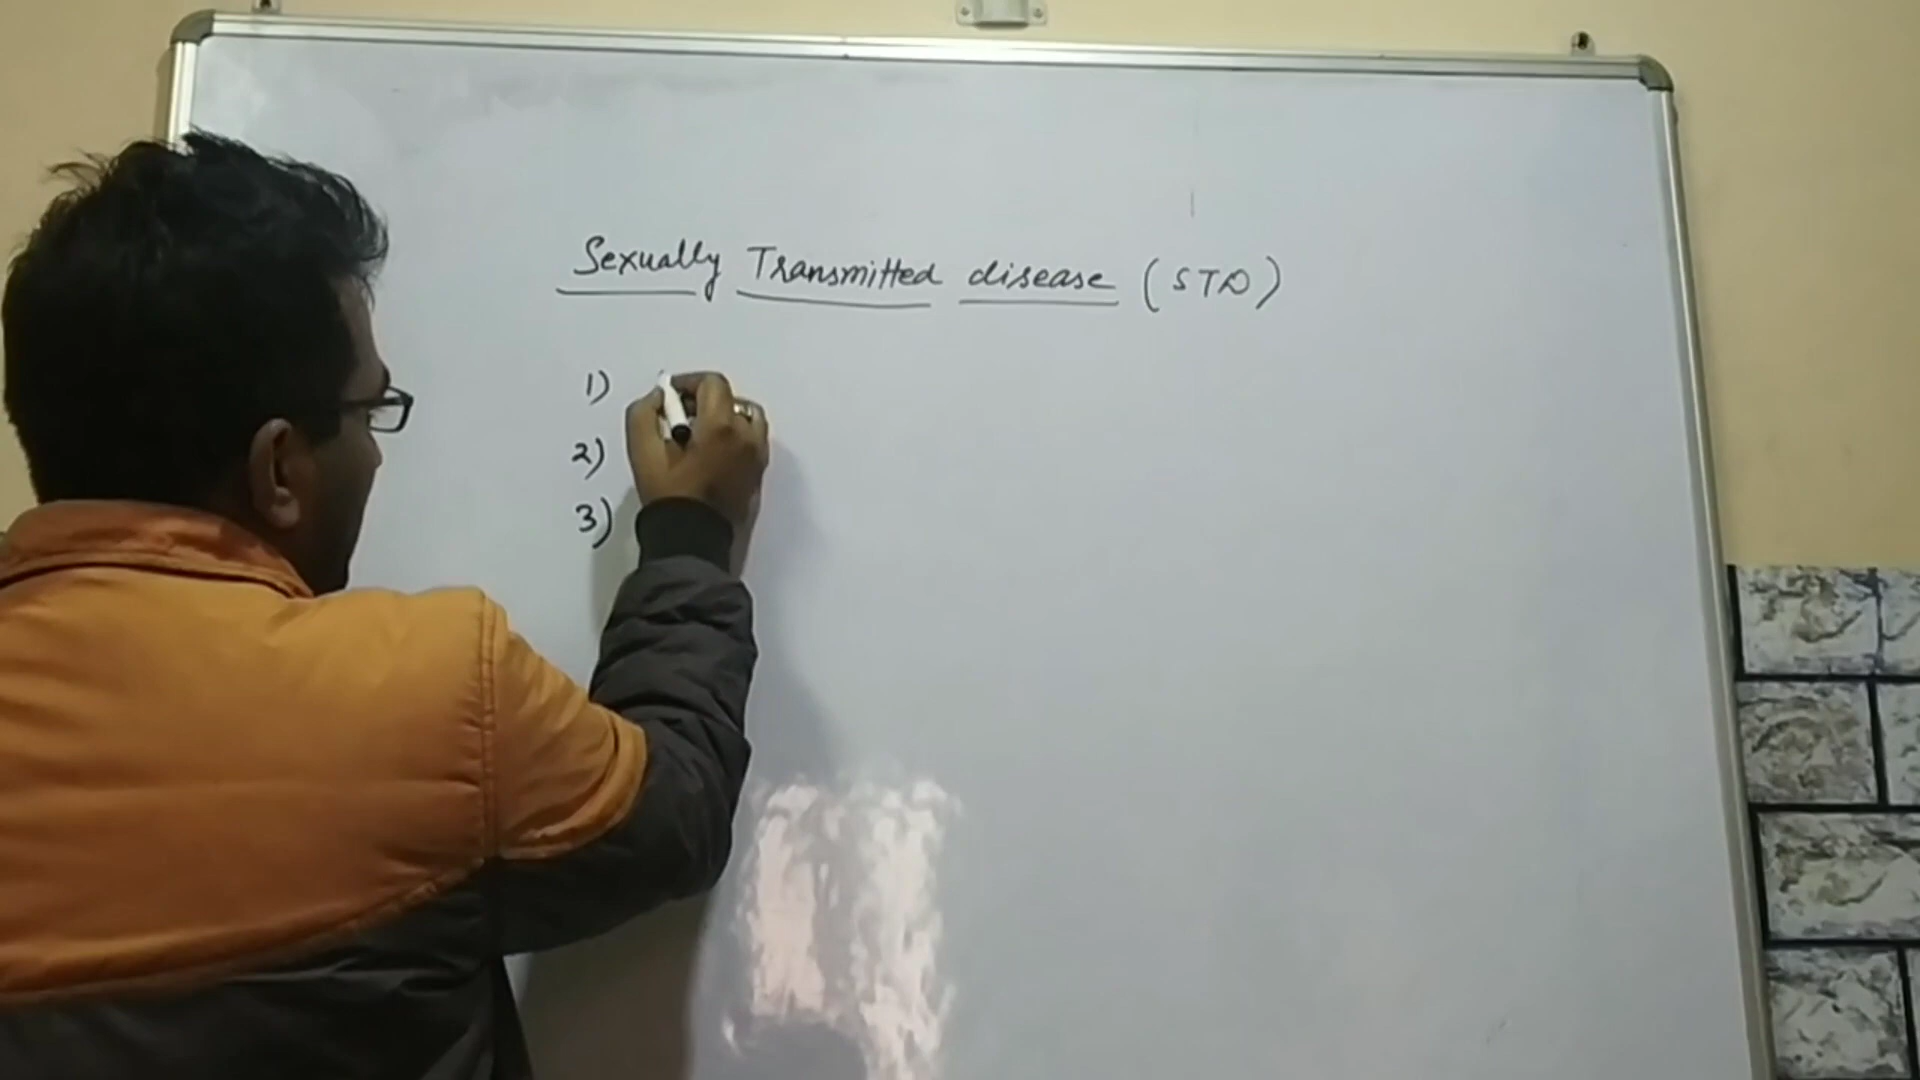 Sexually Transmitted disease (STD)
1)
2)
3)